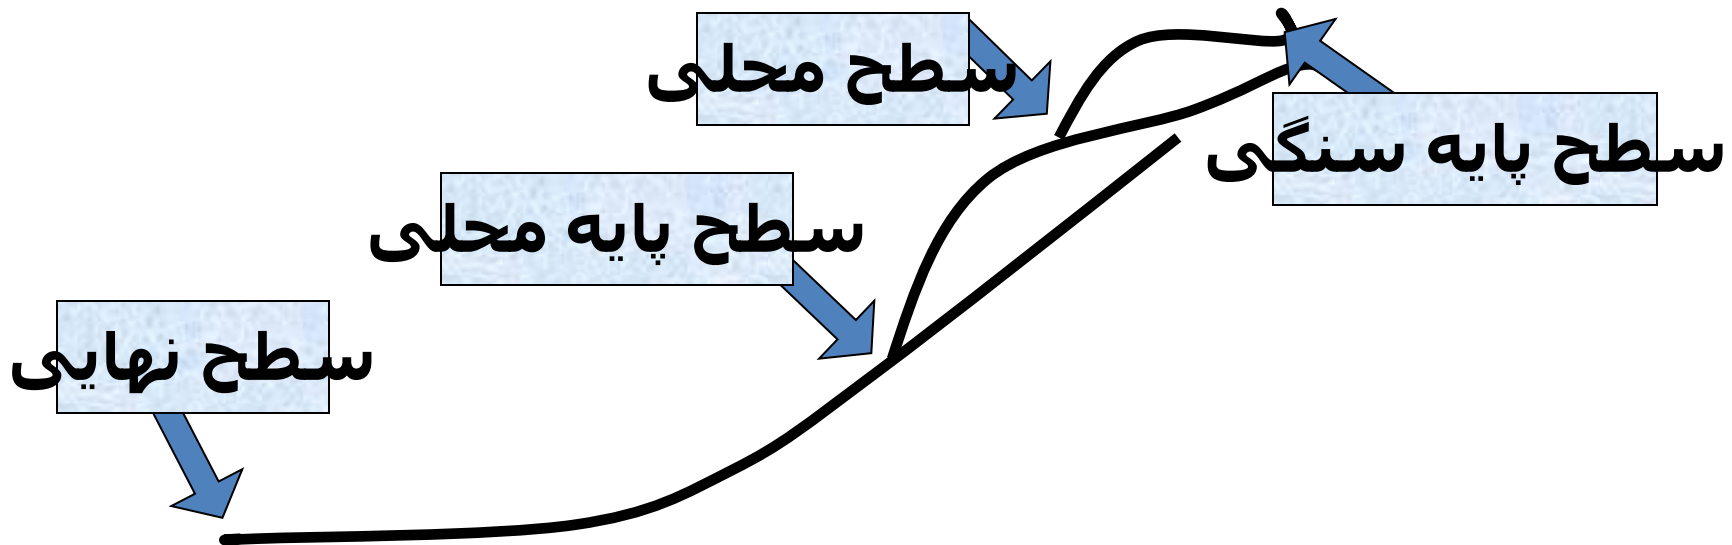 سطح محلی
سطح پایه سنگی
سطح پایه محلی
سطح نهایی